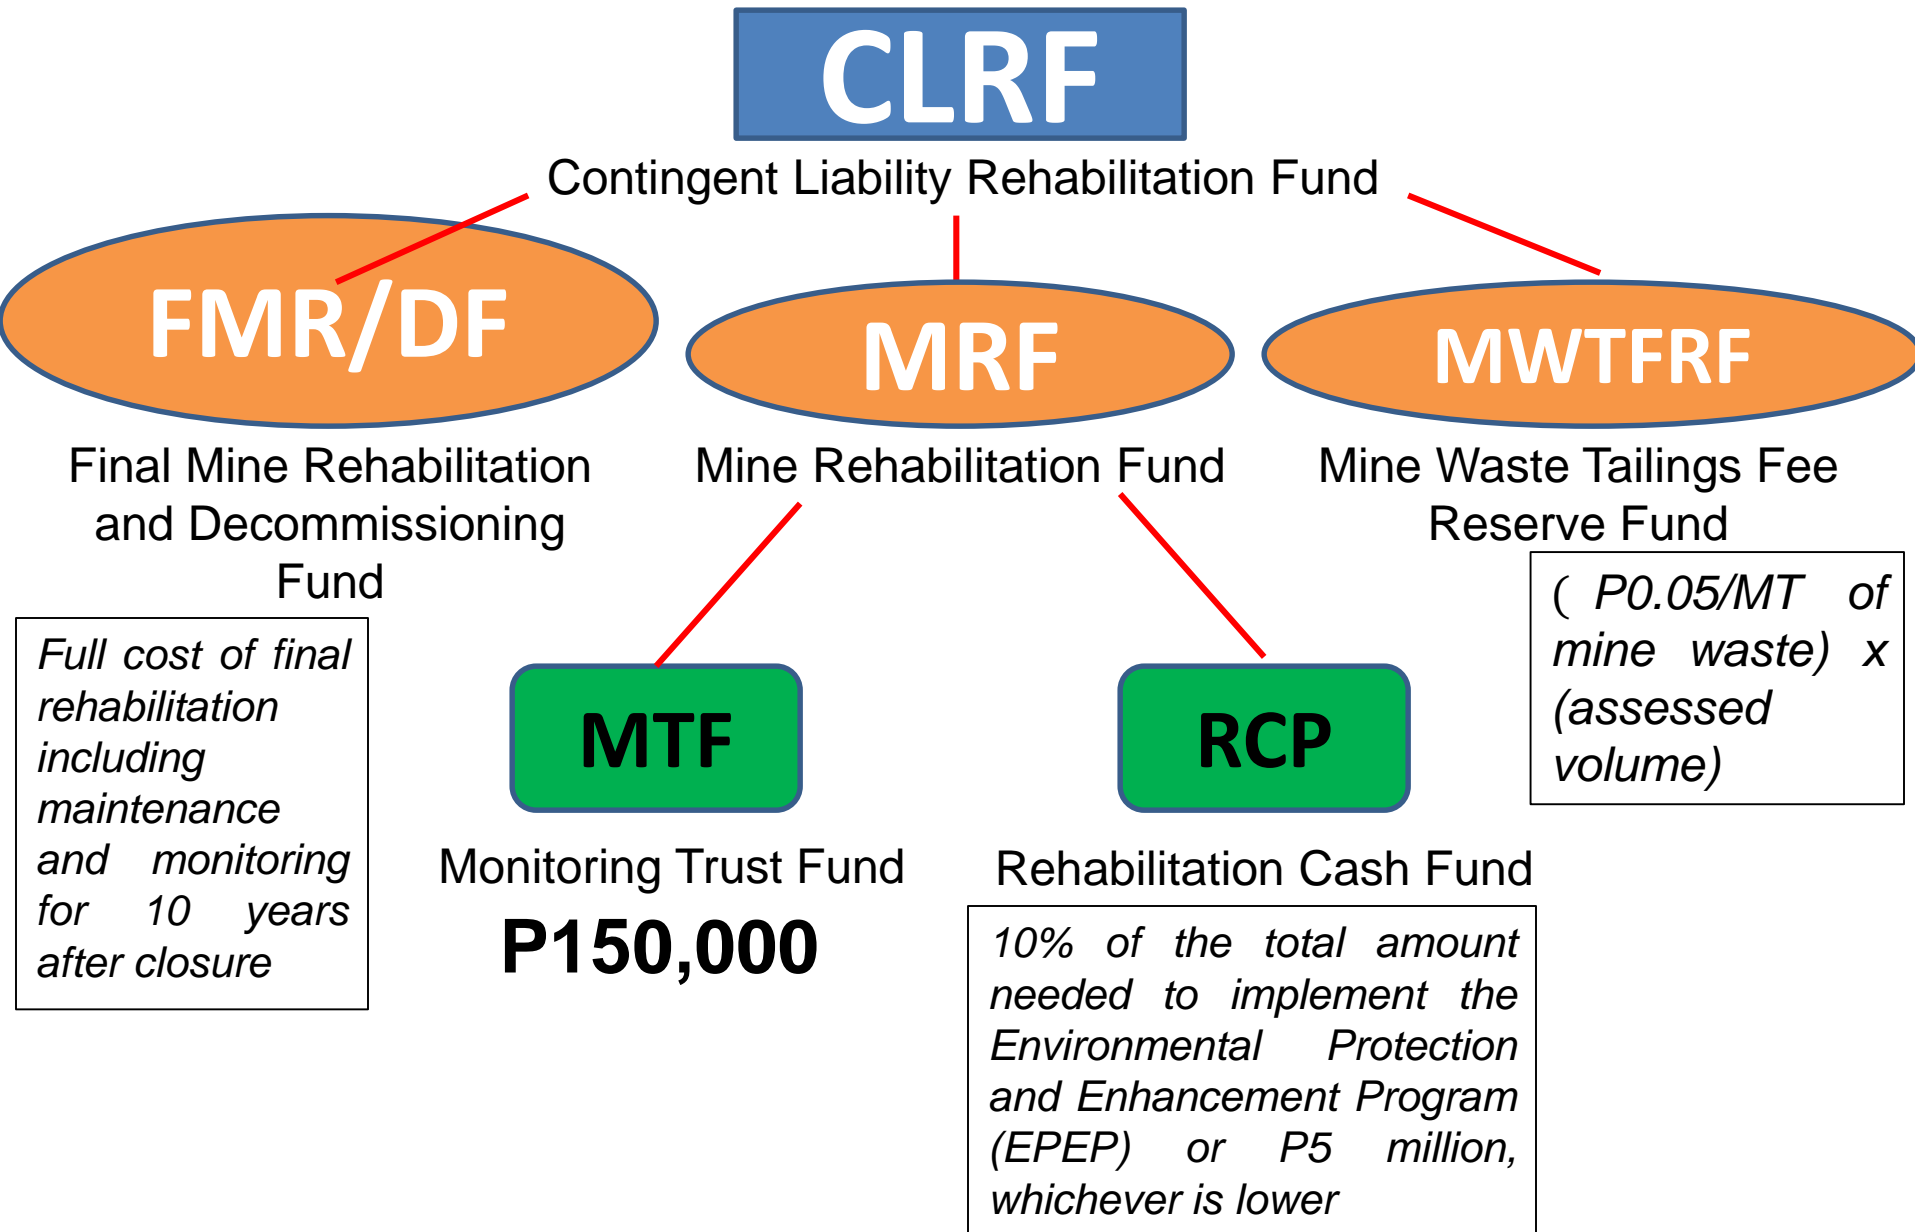 CLRF
Contingent Liability Rehabilitation Fund
FMR/DF
Final Mine Rehabilitation
and Decommissioning
Fund
Full cost of final
rehabilitation
including
maintenance
and monitoring
for 10 years
after closure
MRF
Mine Rehabilitation Fund
MTF
Monitoring Trust Fund
P150,000
RCP
Rehabilitation Cash Fund
10% of the total amount
needed to implement the
Environmental Protection
and Enhancement Program
(EPEP) or P5 million,
whichever is lower
MWTFRF
Mine Waste Tailings Fee
Reserve Fund
( P0.05/MT of
mine waste) x
(assessed
volume)